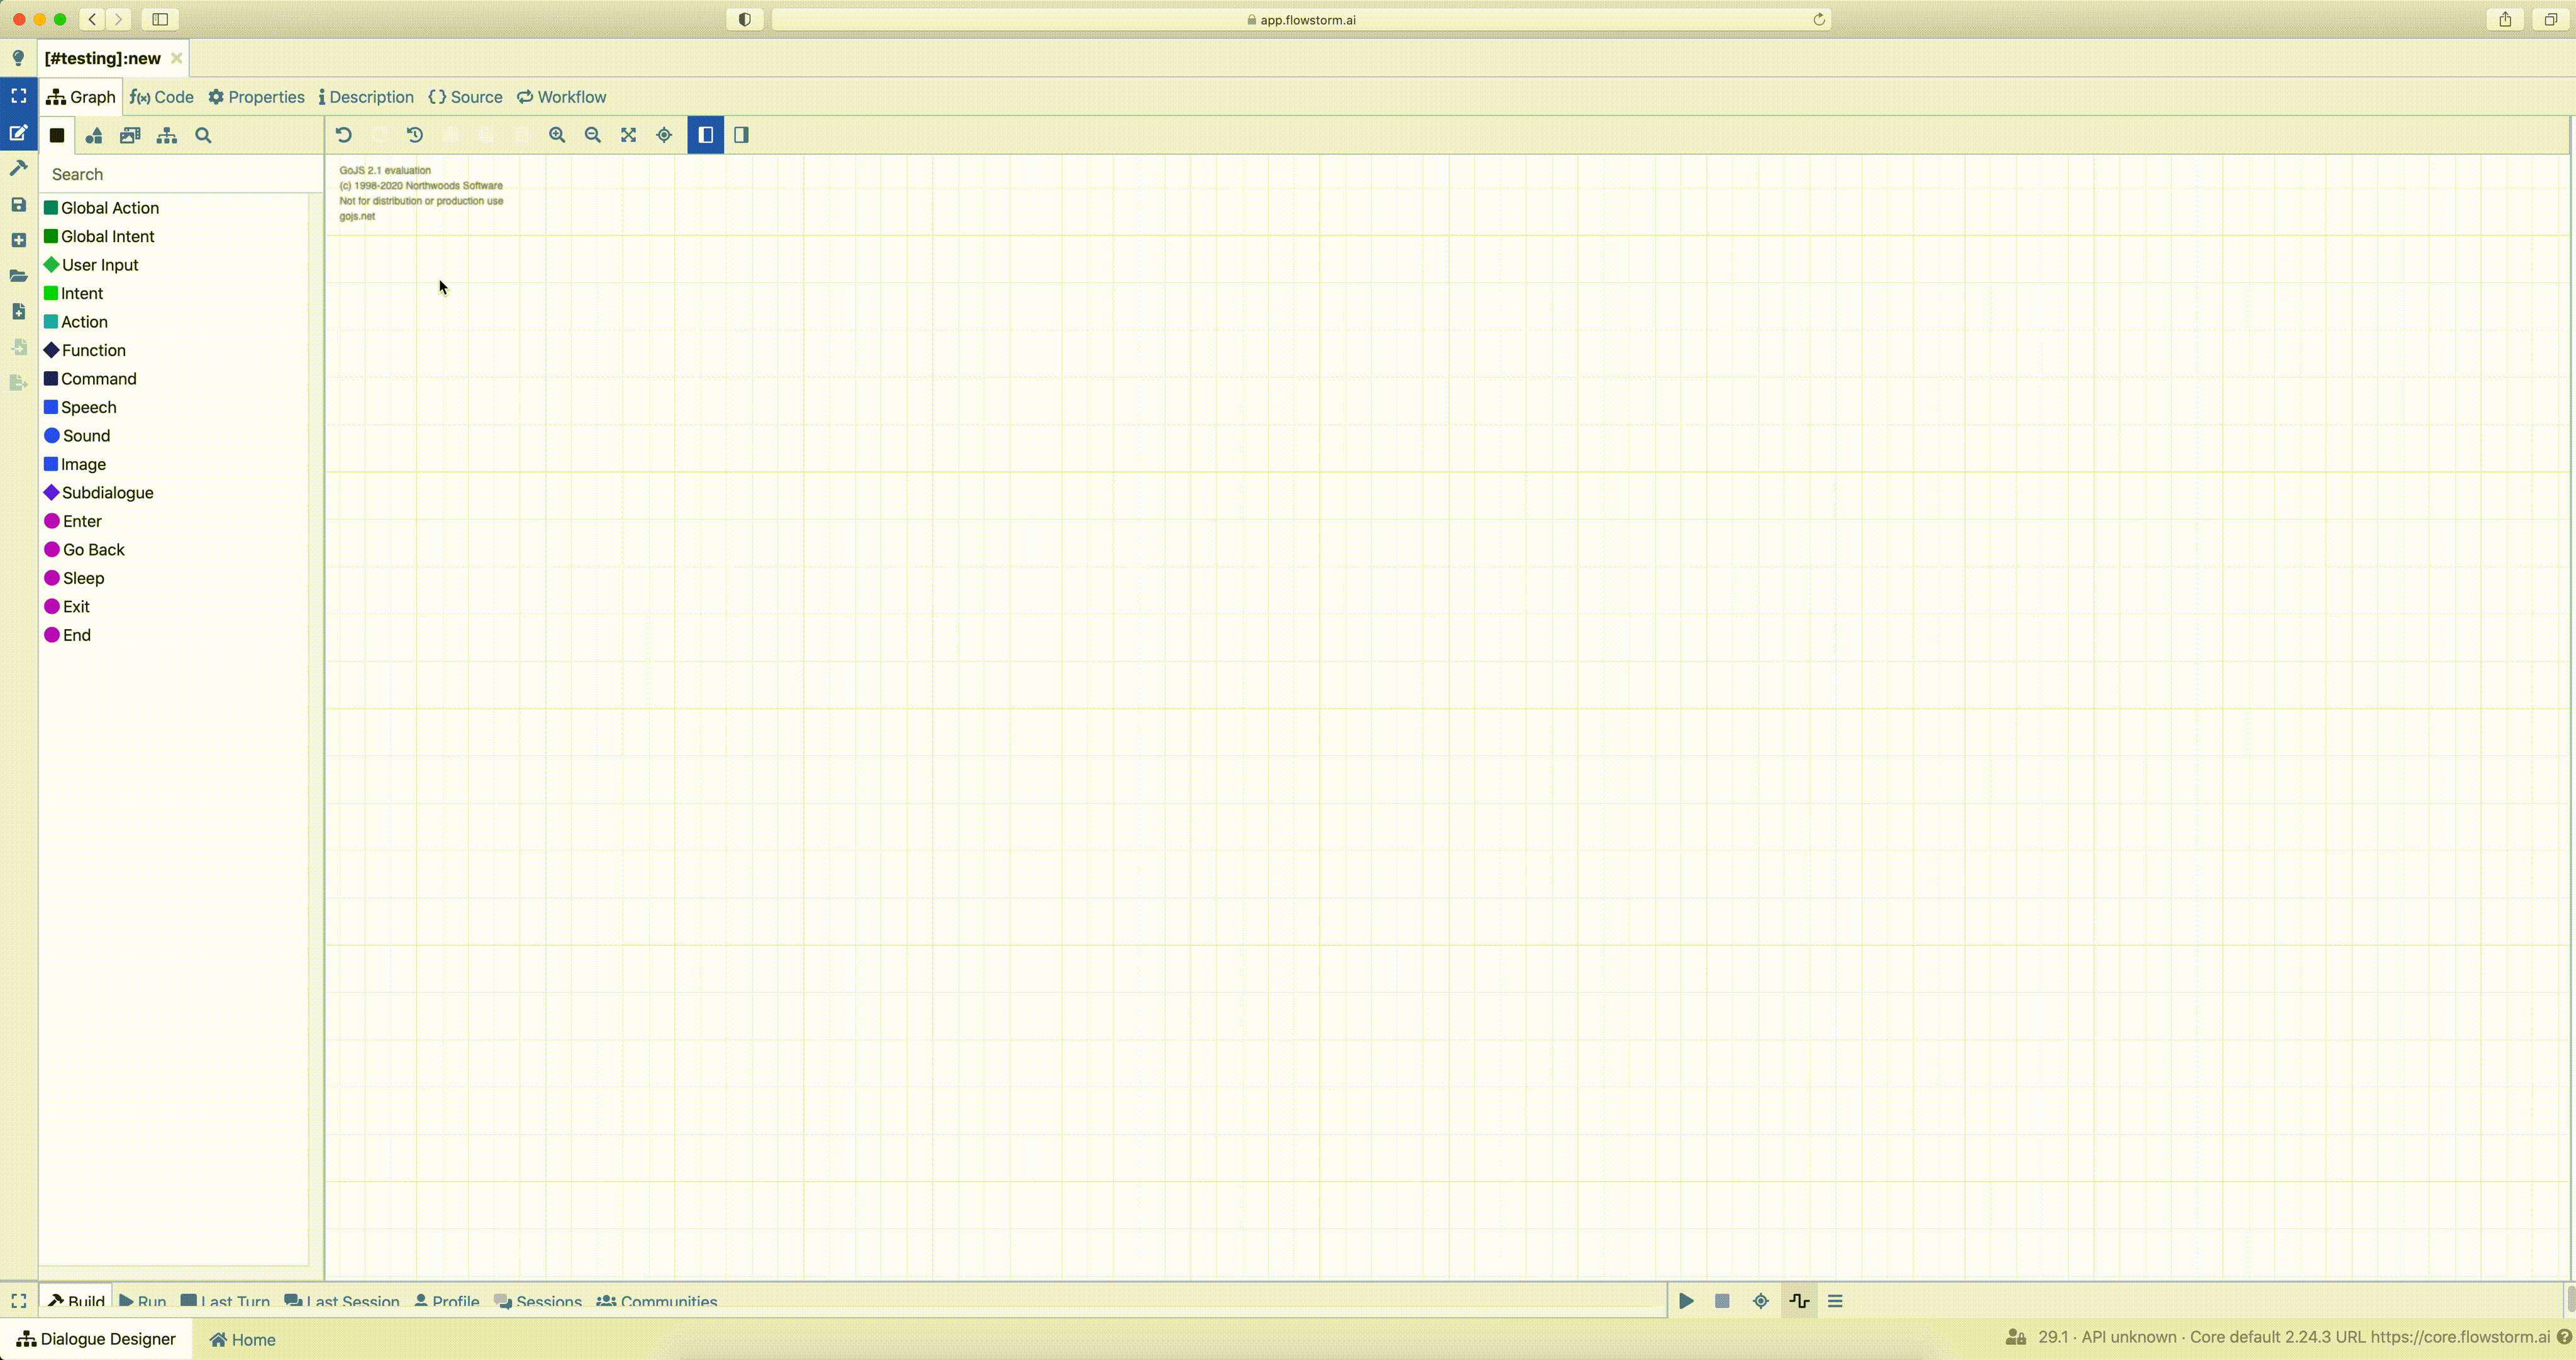 app.flowstorm.ai
[#testing]:new
Graph f(x) Code Properties Description Source Workflow
Search
GoJS 2.1 evaluation
(c) 1998-2020 Northwoods Software
Not for distribution or production use
gojs.net
Global Action
Global Intent
User Input
Intent
Action
Function
Command
Speech
Sound
Image
Subdialogue
Enter
Go Back
Sleep
Exit
End
Build Run Last Turn Last Session Profile Sessions Communities
Dialogue Designer Home
29.1 · API unknown · Core default 2.24.3 URL https://core.flowstorm.ai